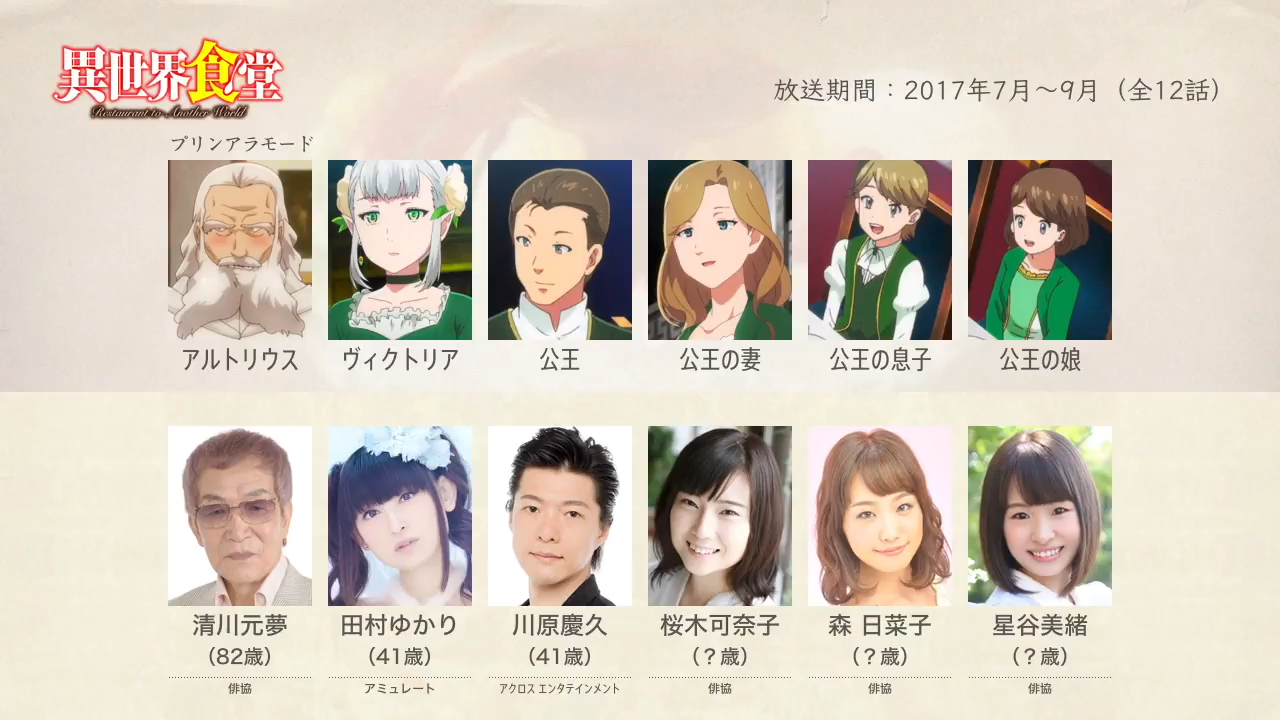 異世界食堂
Restaurant to Another World
放送期間：2017年7月～9月（全12話）
プリンアラモード
アルトリウス
ヴィクトリア
公王
公王の妻
公王の息子
公王の娘
清川元夢
田村ゆかり
川原慶久
桜木可奈子
森 日菜子
星谷美緒
（82歳）
（41歳）
（41歳）
（？歳）
（？歳）
（？歳）
俳協
アミュレート
アクロス エンタテインメント
俳協
俳協
俳協